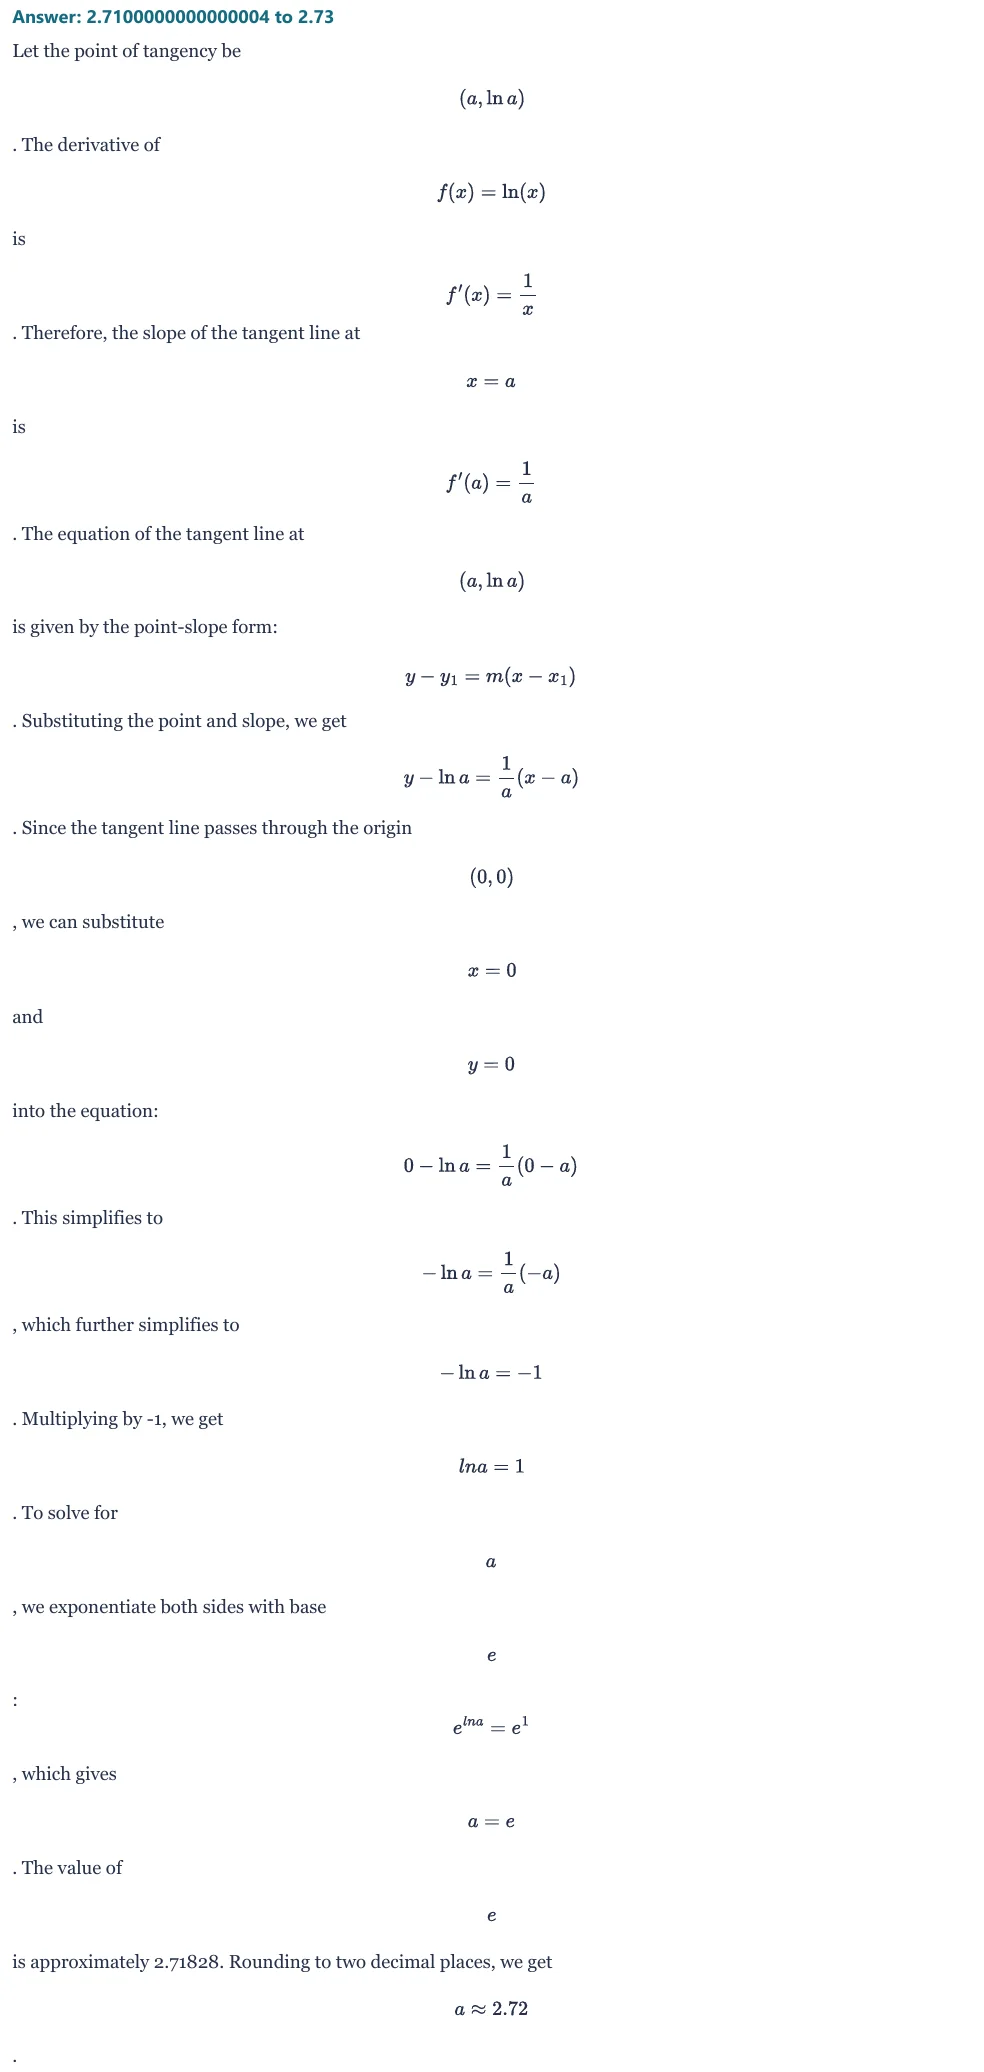 Answer: 2.7100000000000004 to 2.73
Let the point of tangency be
(a, ln a)
. The derivative of
f(x) = ln(x)
is
f′(x) = 1/x
. Therefore, the slope of the tangent line at
x = a
is
f′(a) = 1/a
. The equation of the tangent line at
(a, ln a)
is given by the point-slope form:
y − y₁ = m(x − x₁)
. Substituting the point and slope, we get
y − ln a = 1/a (x − a)
. Since the tangent line passes through the origin
(0, 0)
, we can substitute
x = 0
and
y = 0
into the equation:
0 − ln a = 1/a (0 − a)
. This simplifies to
− ln a = 1/a (−a)
, which further simplifies to
− ln a = −1
. Multiplying by -1, we get
lna = 1
. To solve for
a
, we exponentiate both sides with base
e
:
e^{lna} = e^1
, which gives
a = e
. The value of
e
is approximately 2.71828. Rounding to two decimal places, we get
a ≈ 2.72
.